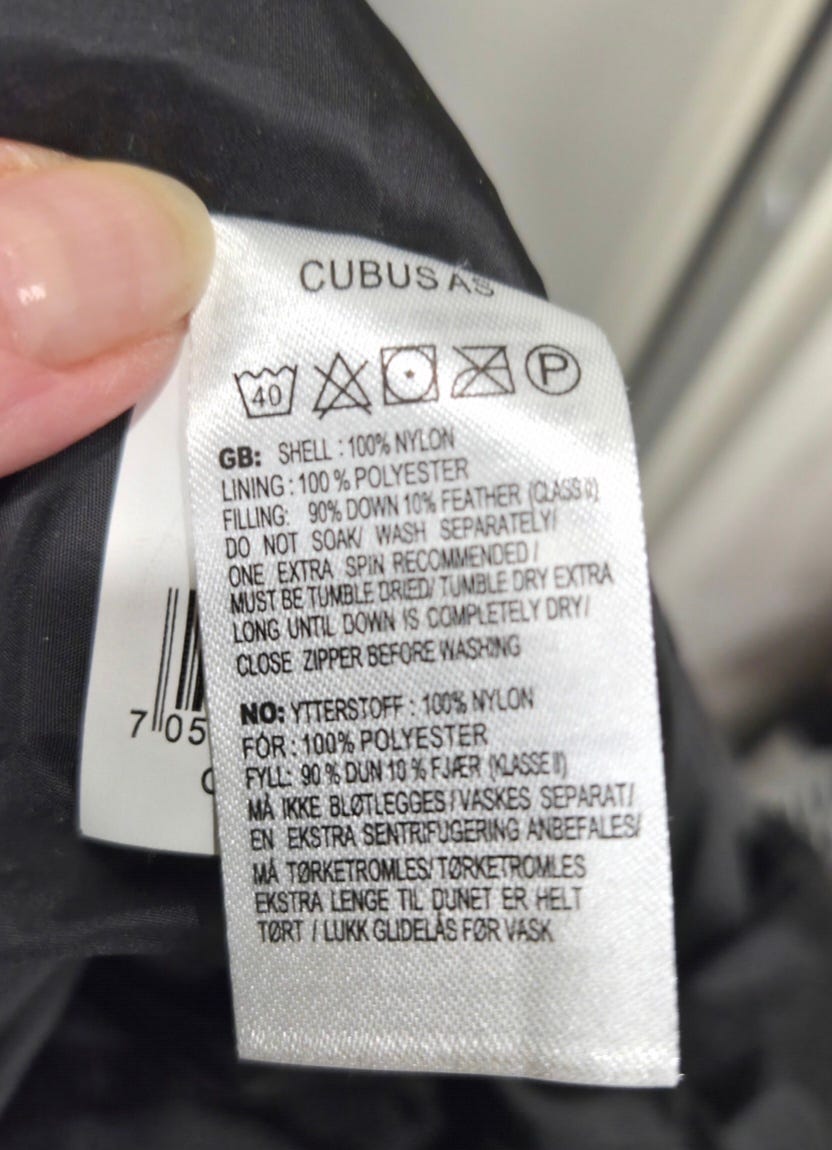 CUBUS AS
40 P
GB: SHELL : 100% NYLON
LINING : 100 % POLYESTER
FILLING: 90% DOWN 10% FEATHER (CLASS II)
DO NOT SOAK/ WASH SEPARATELY/
ONE EXTRA SPIN RECOMMENDED /
MUST BE TUMBLE DRIED/ TUMBLE DRY EXTRA
LONG UNTIL DOWN IS COMPLETELY DRY/
CLOSE ZIPPER BEFORE WASHING
NO: YTTERSTOFF : 100% NYLON
FÓR : 100% POLYESTER
FYLL: 90 % DUN 10 % FJÆR (KLASSE II)
MÅ IKKE BLØTLEGGES / VASKES SEPARAT/
EN EKSTRA SENTRIFUGERING ANBEFALES/
MÅ TØRKETROMLES/ TØRKETROMLES
EKSTRA LENGE TIL DUNET ER HELT
TØRT / LUKK GLIDELÅS FØR VASK
7 05